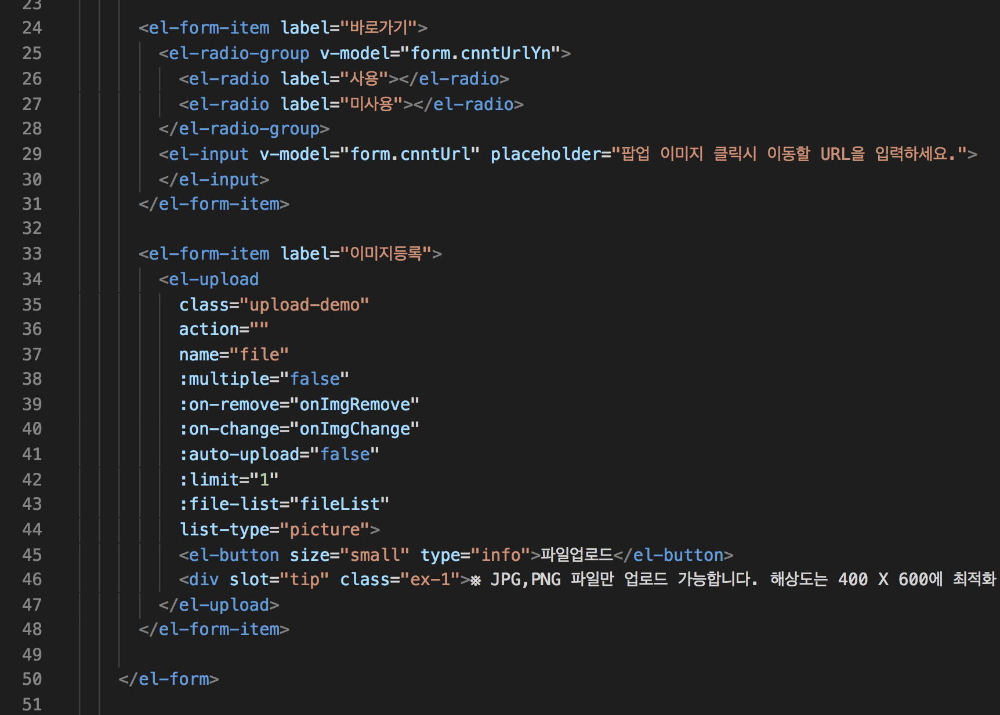 23
24 <el-form-item label="바로가기">
25 <el-radio-group v-model="form.cnntUrlYn">
26 <el-radio label="사용"></el-radio>
27 <el-radio label="미사용"></el-radio>
28 </el-radio-group>
29 <el-input v-model="form.cnntUrl" placeholder="팝업 이미지 클릭시 이동할 URL을 입력하세요.">
30 </el-input>
31 </el-form-item>
32
33 <el-form-item label="이미지등록">
34 <el-upload
35 class="upload-demo"
36 action=""
37 name="file"
38 :multiple="false"
39 :on-remove="onImgRemove"
40 :on-change="onImgChange"
41 :auto-upload="false"
42 :limit="1"
43 :file-list="fileList"
44 list-type="picture">
45 <el-button size="small" type="info">파일업로드</el-button>
46 <div slot="tip" class="ex-1">※ JPG,PNG 파일만 업로드 가능합니다. 해상도는 400 X 600에 최적화
47 </el-upload>
48 </el-form-item>
49
50 </el-form>
51